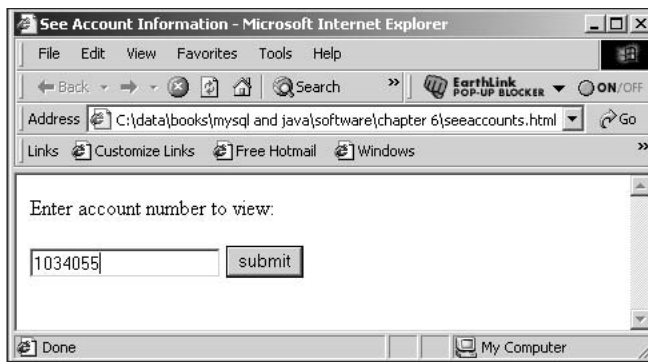 See Account Information - Microsoft Internet Explorer
File Edit View Favorites Tools Help
Back Search » EarthLink POP-UP BLOCKER ON/OFF
Address C:\data\books\mysql and java\software\chapter 6\seeaccounts.html Go
Links Customize Links Free Hotmail Windows »
Enter account number to view:
1034055 submit
Done My Computer